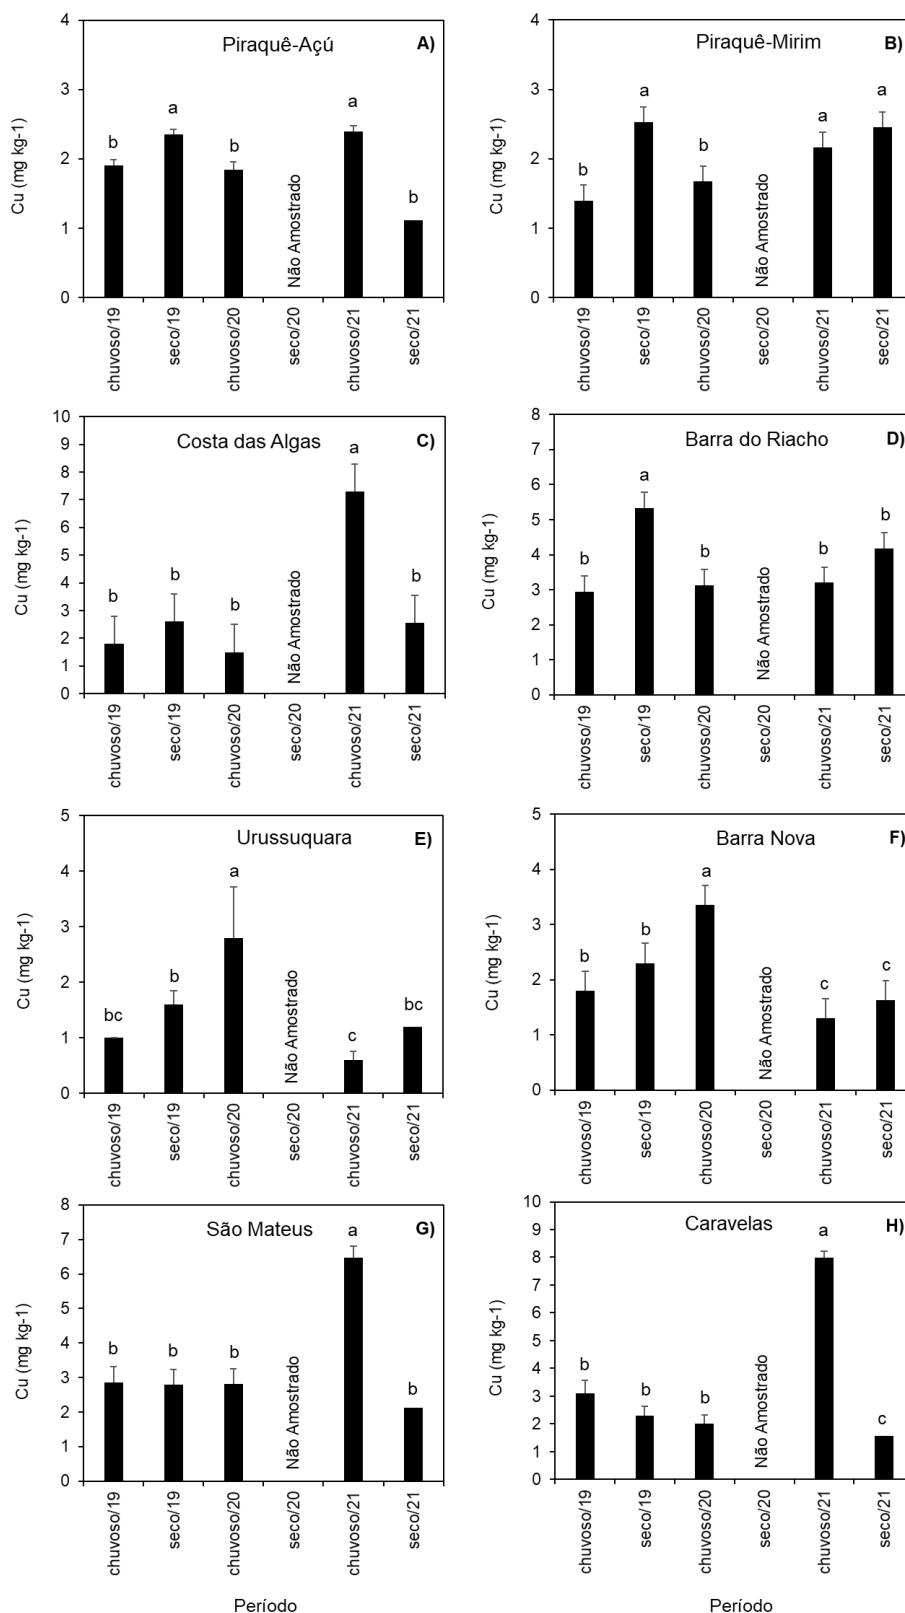 Piraquê-Açú A)
Cu (mg kg-1)
4
3
2
1
0
b
a
b
Não Amostrado
a
b
chuvoso/19
seco/19
chuvoso/20
seco/20
chuvoso/21
seco/21
Piraquê-Mirim B)
Cu (mg kg-1)
4
3
2
1
0
b
a
b
Não Amostrado
a
a
chuvoso/19
seco/19
chuvoso/20
seco/20
chuvoso/21
seco/21
Costa das Algas C)
Cu (mg kg-1)
10
9
8
7
6
5
4
3
2
1
0
b
b
b
Não Amostrado
a
b
chuvoso/19
seco/19
chuvoso/20
seco/20
chuvoso/21
seco/21
Barra do Riacho D)
Cu (mg kg-1)
8
7
6
5
4
3
2
1
0
b
a
b
Não Amostrado
b
b
chuvoso/19
seco/19
chuvoso/20
seco/20
chuvoso/21
seco/21
Urussuquara E)
Cu (mg kg-1)
5
4
3
2
1
0
bc
b
a
Não Amostrado
c
bc
chuvoso/19
seco/19
chuvoso/20
seco/20
chuvoso/21
seco/21
Barra Nova F)
Cu (mg kg-1)
5
4
3
2
1
0
b
b
a
Não Amostrado
c
c
chuvoso/19
seco/19
chuvoso/20
seco/20
chuvoso/21
seco/21
São Mateus G)
Cu (mg kg-1)
8
7
6
5
4
3
2
1
0
b
b
b
Não Amostrado
a
b
chuvoso/19
seco/19
chuvoso/20
seco/20
chuvoso/21
seco/21
Período
Caravelas H)
Cu (mg kg-1)
10
9
8
7
6
5
4
3
2
1
0
b
b
b
Não Amostrado
a
c
chuvoso/19
seco/19
chuvoso/20
seco/20
chuvoso/21
seco/21
Período